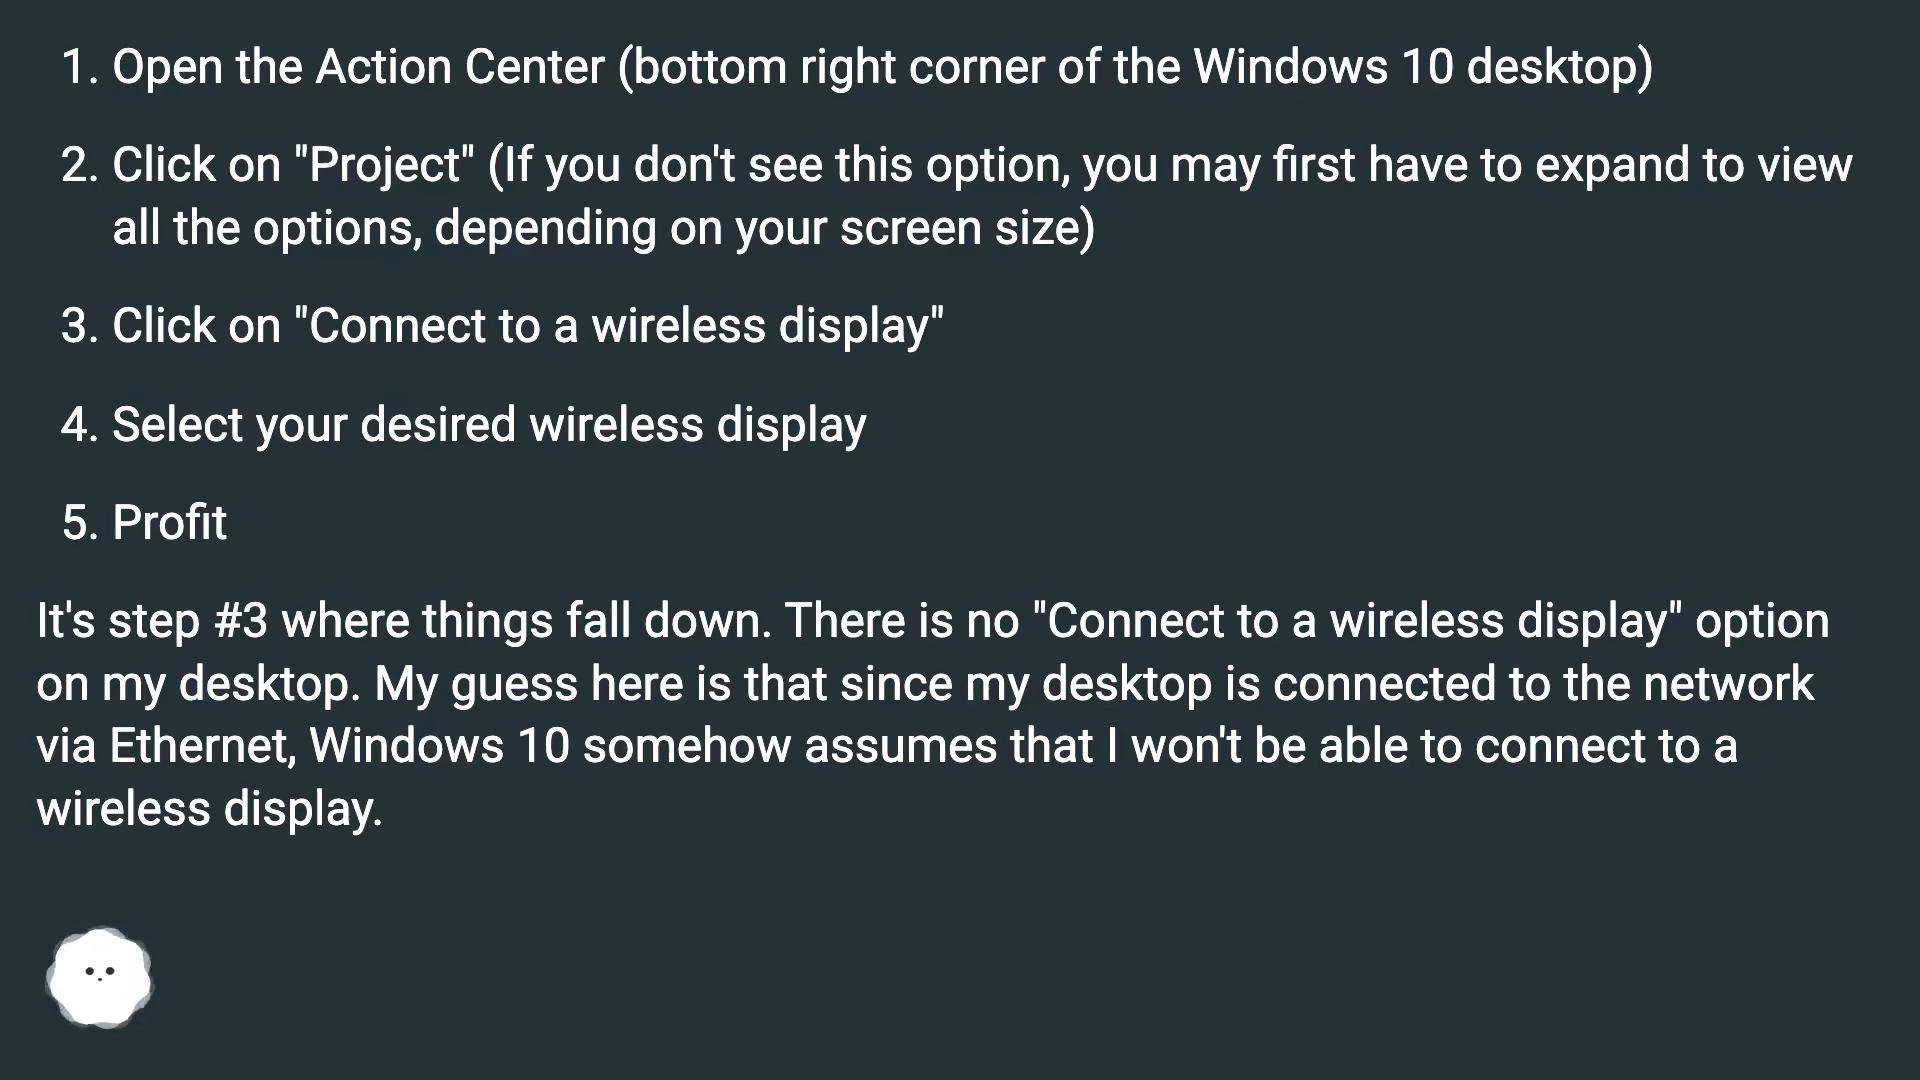 1. Open the Action Center (bottom right corner of the Windows 10 desktop)
2. Click on "Project" (If you don't see this option, you may first have to expand to view
all the options, depending on your screen size)
3. Click on "Connect to a wireless display"
4. Select your desired wireless display
5. Profit
It's step #3 where things fall down. There is no "Connect to a wireless display" option
on my desktop. My guess here is that since my desktop is connected to the network
via Ethernet, Windows 10 somehow assumes that I won't be able to connect to a
wireless display.